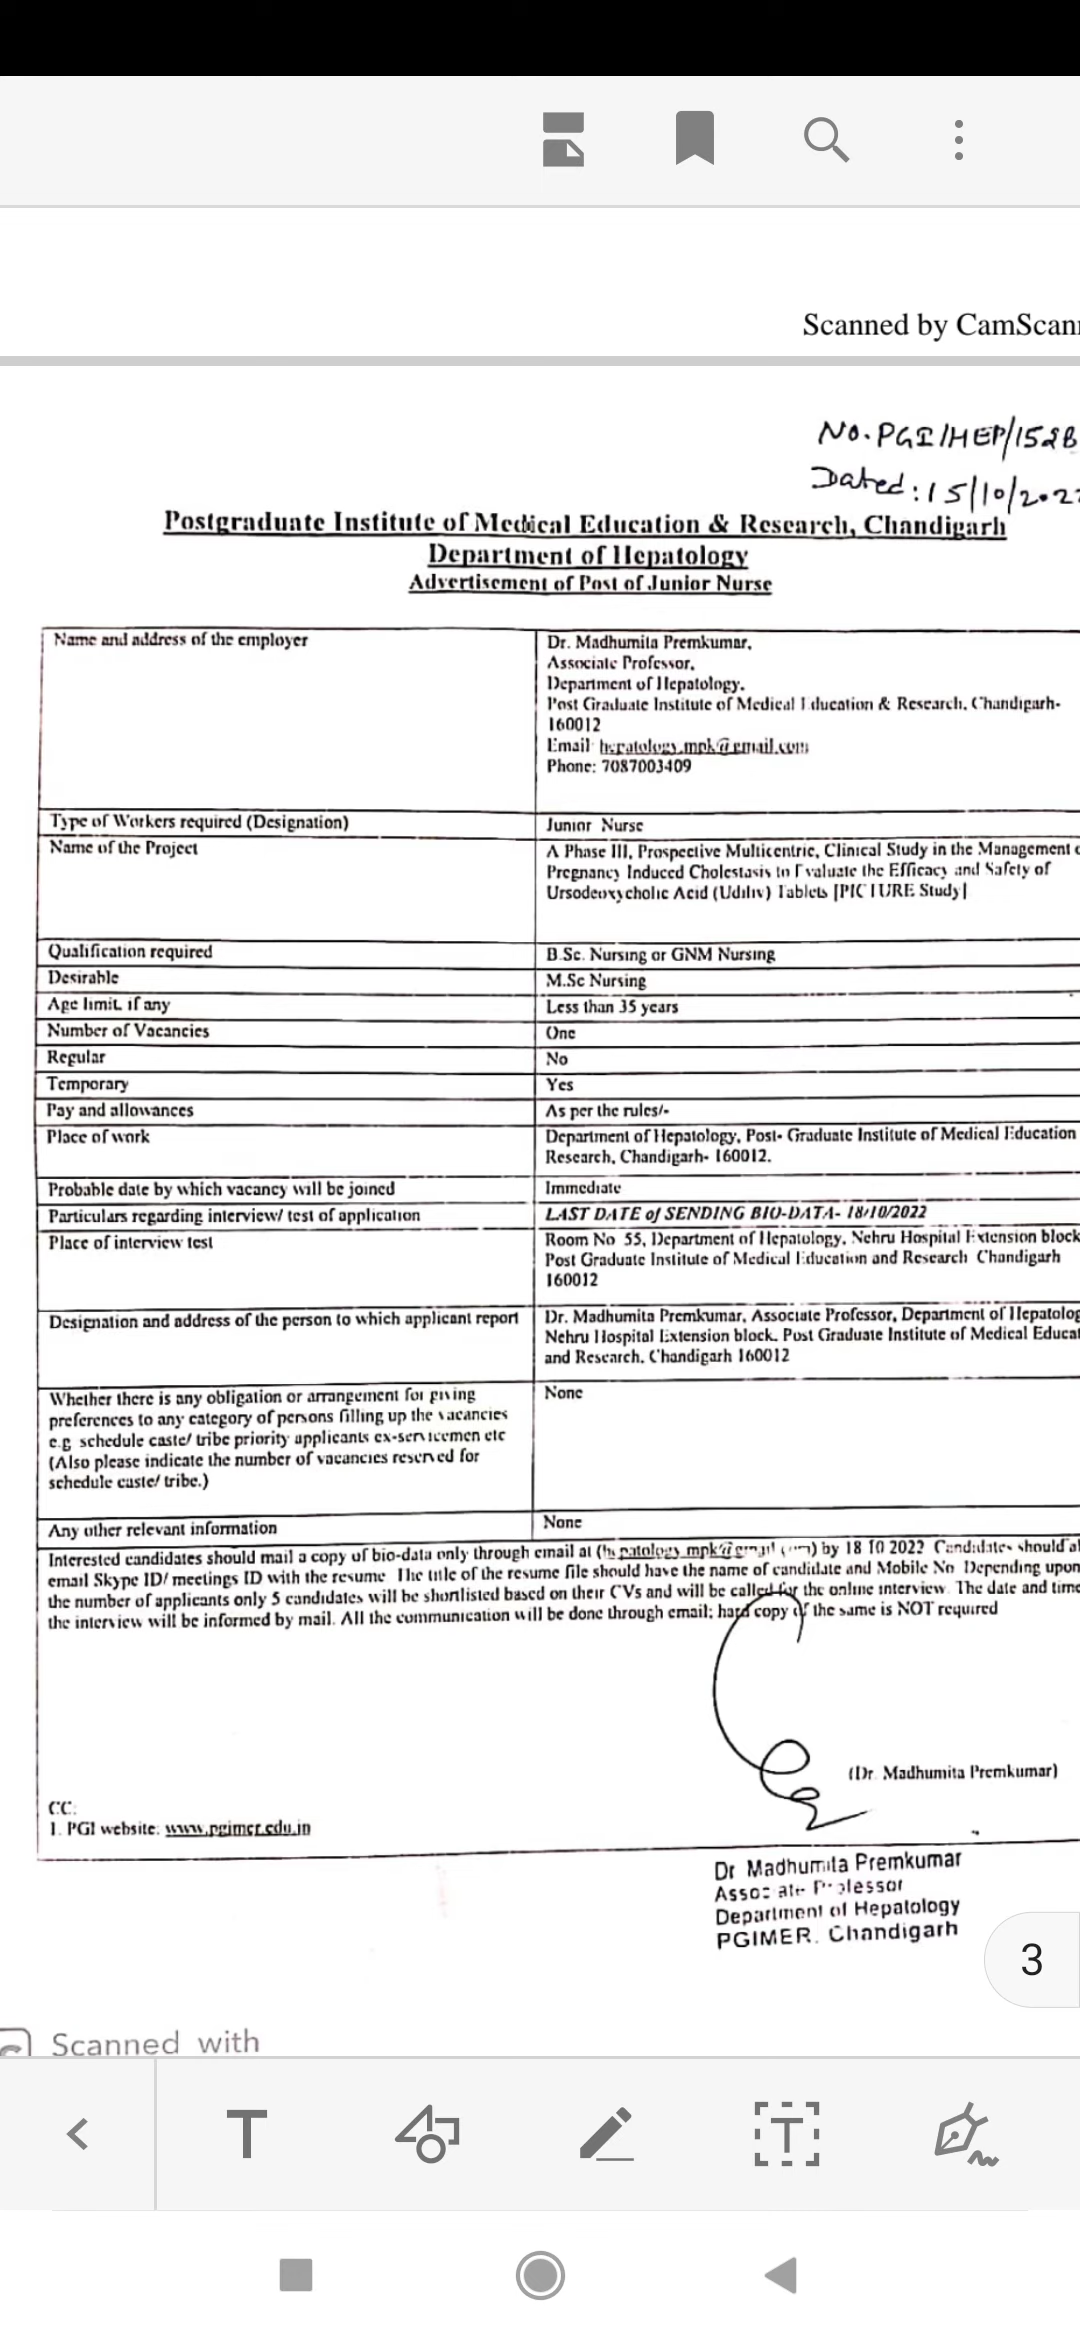 Scanned by CamScan
No. PGI/HEP/1528
Dated: 15/10/202
Postgraduate Institute of Medical Education & Research, Chandigarh
Department of Hepatology
Advertisement of Post of Junior Nurse
Name and address of the employer
Dr. Madhumita Premkumar,
Associate Professor,
Department of Hepatology,
Post Graduate Institute of Medical Education & Research, Chandigarh-
160012
Email: hepatology.mpk@gmail.com
Phone: 7087003409
Type of Workers required (Designation)
Junior Nurse
Name of the Project
A Phase III, Prospective Multicentric, Clinical Study in the Management
Pregnancy Induced Cholestasis to Evaluate the Efficacy and Safety of
Ursodeoxycholic Acid (Udiliv) Tablets [PICTURE Study]
Qualification required
B.Sc. Nursing or GNM Nursing
Desirable
M.Sc Nursing
Age limit, if any
Less than 35 years
Number of Vacancies
One
Regular
No
Temporary
Yes
Pay and allowances
As per the rules/-
Place of work
Department of Hepatology, Post- Graduate Institute of Medical Education
Research, Chandigarh- 160012.
Probable date by which vacancy will be joined
Immediate
Particulars regarding interview/ test of application
LAST DATE of SENDING BIO-DATA- 18/10/2022
Place of interview test
Room No 55, Department of Hepatology, Nehru Hospital Extension block
Post Graduate Institute of Medical Education and Research Chandigarh
160012
Designation and address of the person to which applicant report
Dr. Madhumita Premkumar, Associate Professor, Department of Hepatolog
Nehru Hospital Extension block, Post Graduate Institute of Medical Educat
and Research, Chandigarh 160012
Whether there is any obligation or arrangement for giving
preferences to any category of persons filling up the vacancies
e.g schedule caste/ tribe priority applicants ex-servicemen etc
(Also please indicate the number of vacancies reserved for
schedule caste/ tribe.)
None
Any other relevant information
None
Interested candidates should mail a copy of bio-data only through email at (hepatology.mpk@gmail.com) by 18 10 2022 Candidates should al
email Skype ID/ meetings ID with the resume The title of the resume file should have the name of candidate and Mobile No Depending upon
the number of applicants only 5 candidates will be shortlisted based on their CVs and will be called for the online interview. The date and time
the interview will be informed by mail. All the communication will be done through email; hard copy of the same is NOT required
(Dr. Madhumita Premkumar)
CC:
1. PGI website: www.pgimer.edu.in
Dr Madhumita Premkumar
Associate Professor
Department of Hepatology
PGIMER, Chandigarh
3
Scanned with